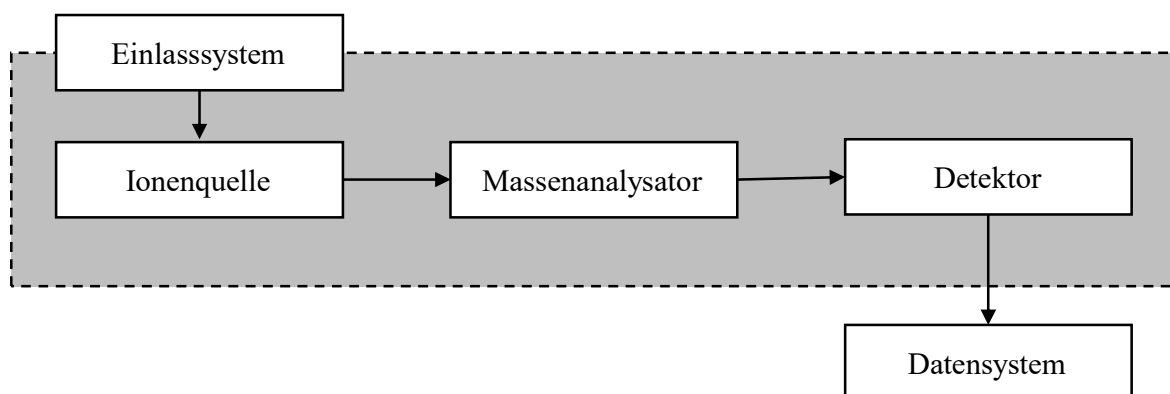 Einlasssystem
Ionenquelle
Massenanalysator
Detektor
Datensystem